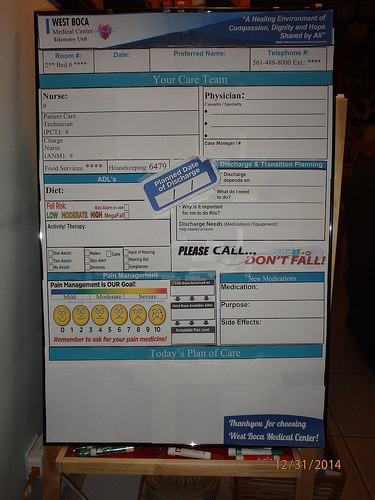 WEST BOCA
Medical Center
Telemetry Unit
"A Healing Environment of
Compassion, Dignity and Hope
Shared by All"
Room #: Date: Preferred Name: Telephone #:
2** Bed # **** 561-488-8000 Ext.: ****
Your Care Team
Nurse:
#
Patient Care
Technician
(PCT): #
Charge
Nurse
(ANM): #
Physician:
Consults / Specialty
Case Manager / #
Food Services: **** Housekeeping 6479
Planned Date
of Discharge
ADL's
Diet:
Fall Risk: Bed Alarm in use
LOW MODERATE HIGH MegaFall
Activity/ Therapy:
One Assist Walker Cane Hard of Hearing
Two Assist Skin Alert Hearing Aid
No Assist Dentures Eyeglasses
Discharge & Transition Planning
Discharge
depends on:
What do I need
to do?
Why is it important
for me to do this?
Discharge Needs (Medications / Equipment)?
Help needed at home
PLEASE CALL...
DON'T FALL!
Pain Management
Pain Management is OUR Goal!
Mild Moderate Severe
0 1 2 3 4 5 6 7 8 9 10
Remember to ask for your pain medicine!
Acceptable Pain Level
New Medications
Medication:
Purpose:
Side Effects:
Today's Plan of Care
Thankyou for choosing
West Boca Medical Center!
12/31/2014